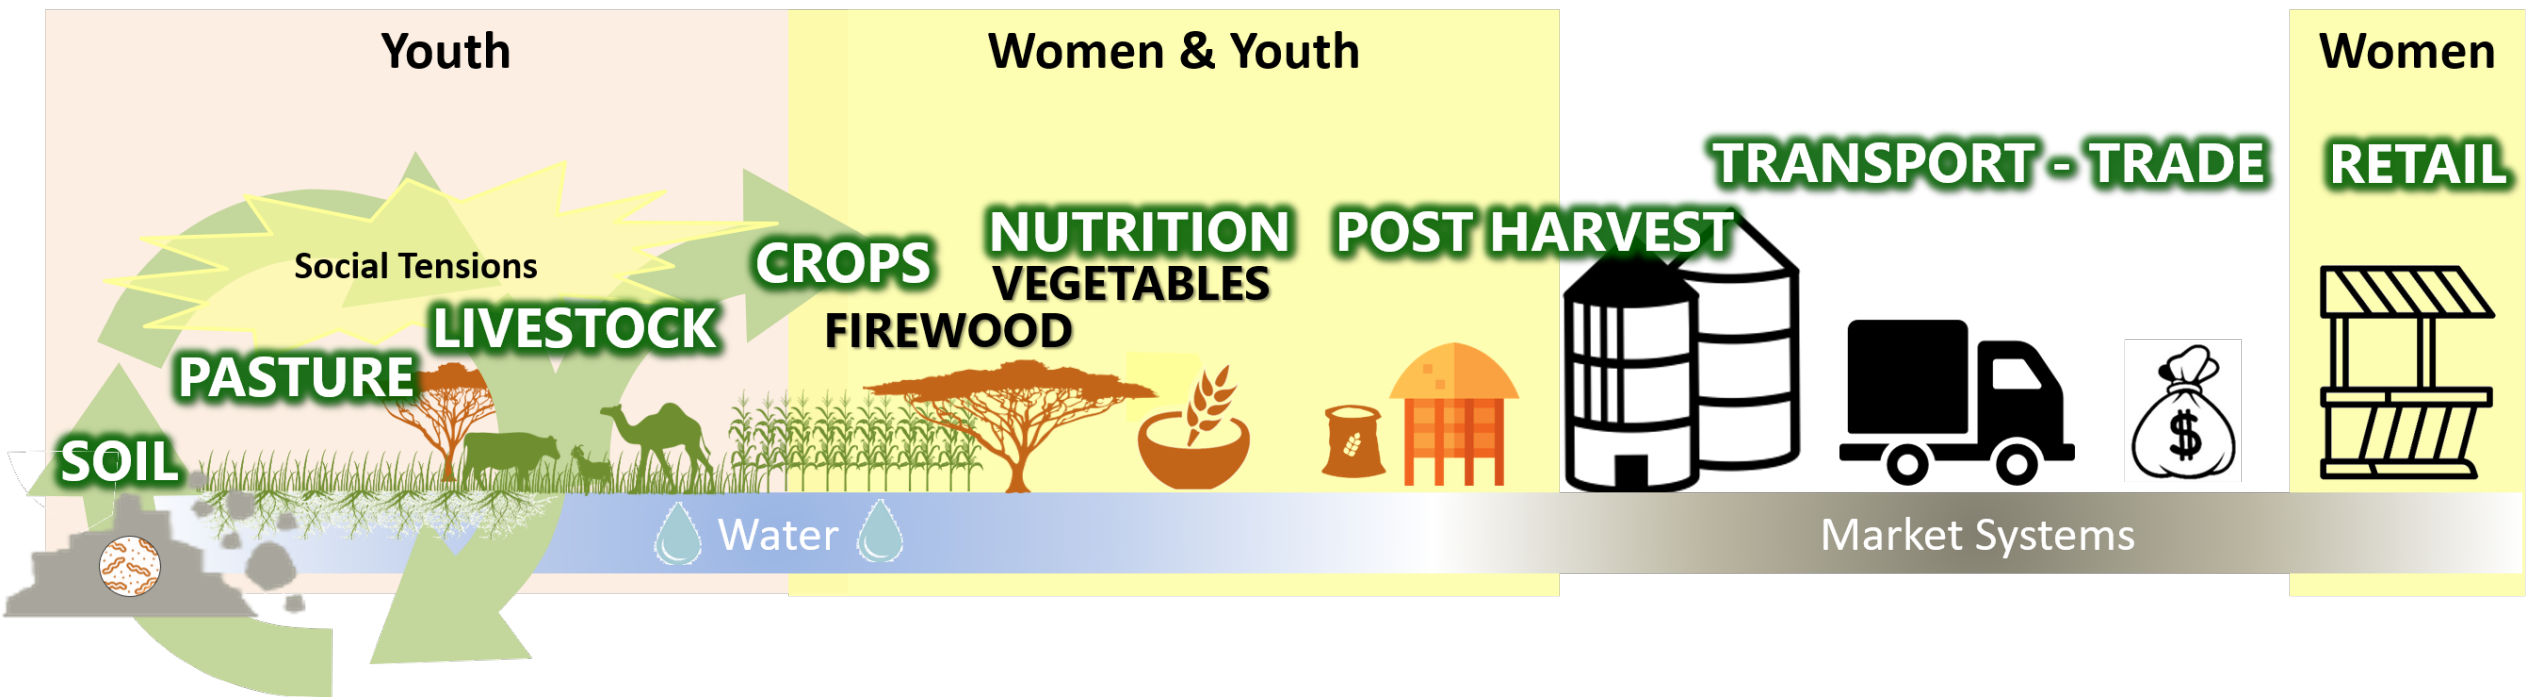 Youth
Women & Youth
Women
Social Tensions
SOIL
PASTURE
LIVESTOCK
CROPS
FIREWOOD
NUTRITION
VEGETABLES
POST HARVEST
TRANSPORT - TRADE
RETAIL
$
Water
Market Systems